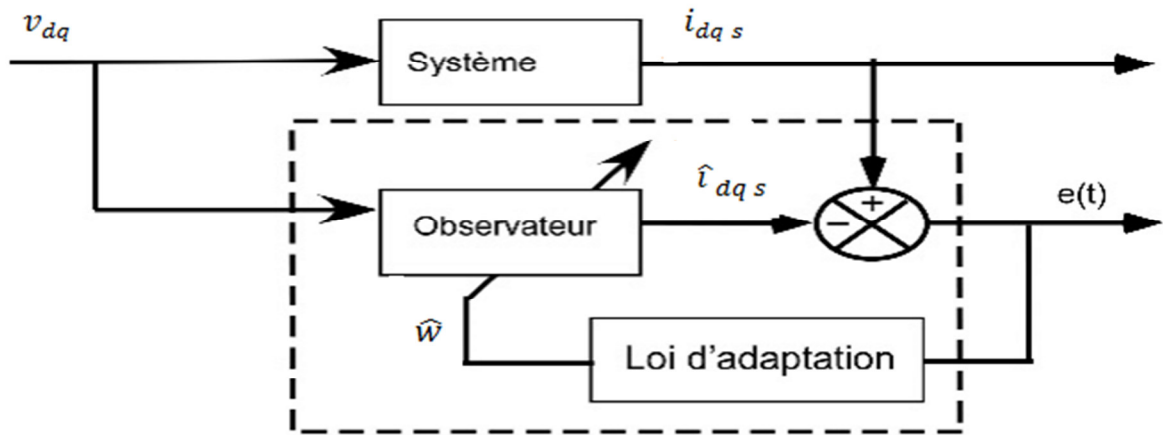 v_dq
i_dq s
Système
î_dq s
+
−
e(t)
Observateur
ŵ
Loi d'adaptation